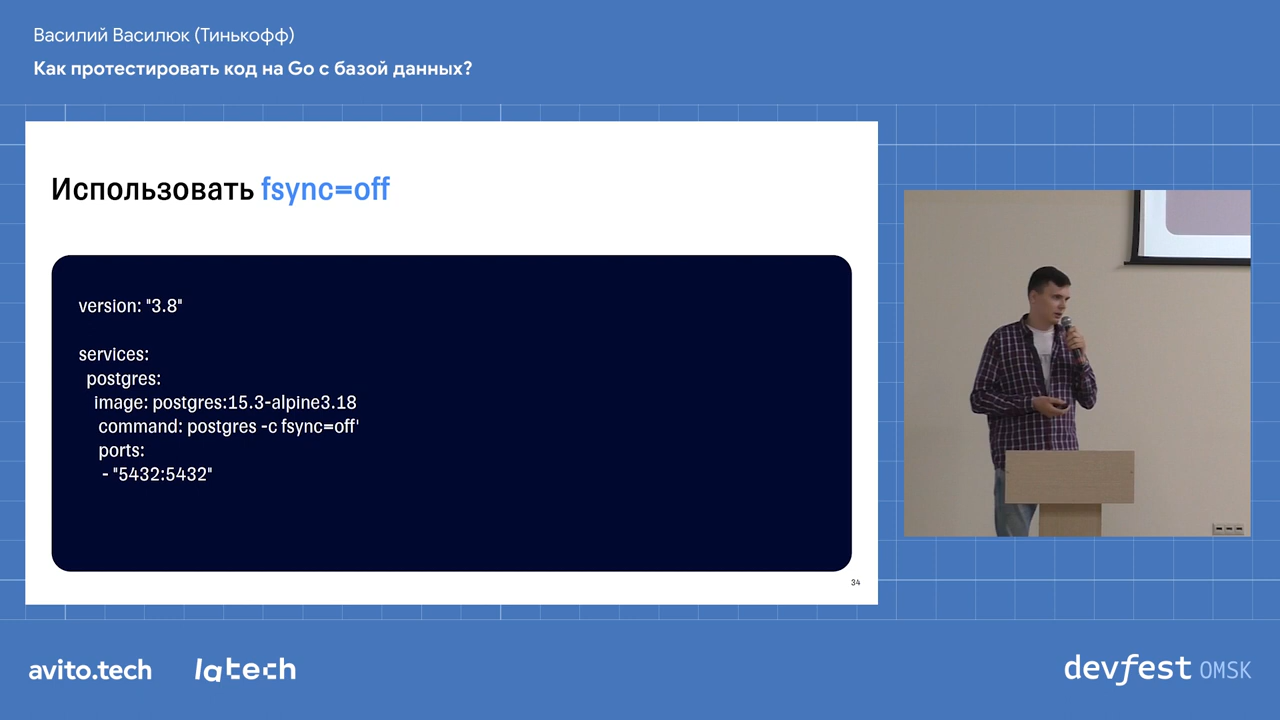 Василий Василюк (Тинькофф)
Как протестировать код на Go с базой данных?
Использовать fsync=off
version: "3.8"
services:
postgres:
image: postgres:15.3-alpine3.18
command: postgres -c fsync=off'
ports:
- "5432:5432"
34
avito.tech
latech
devfest OMSK